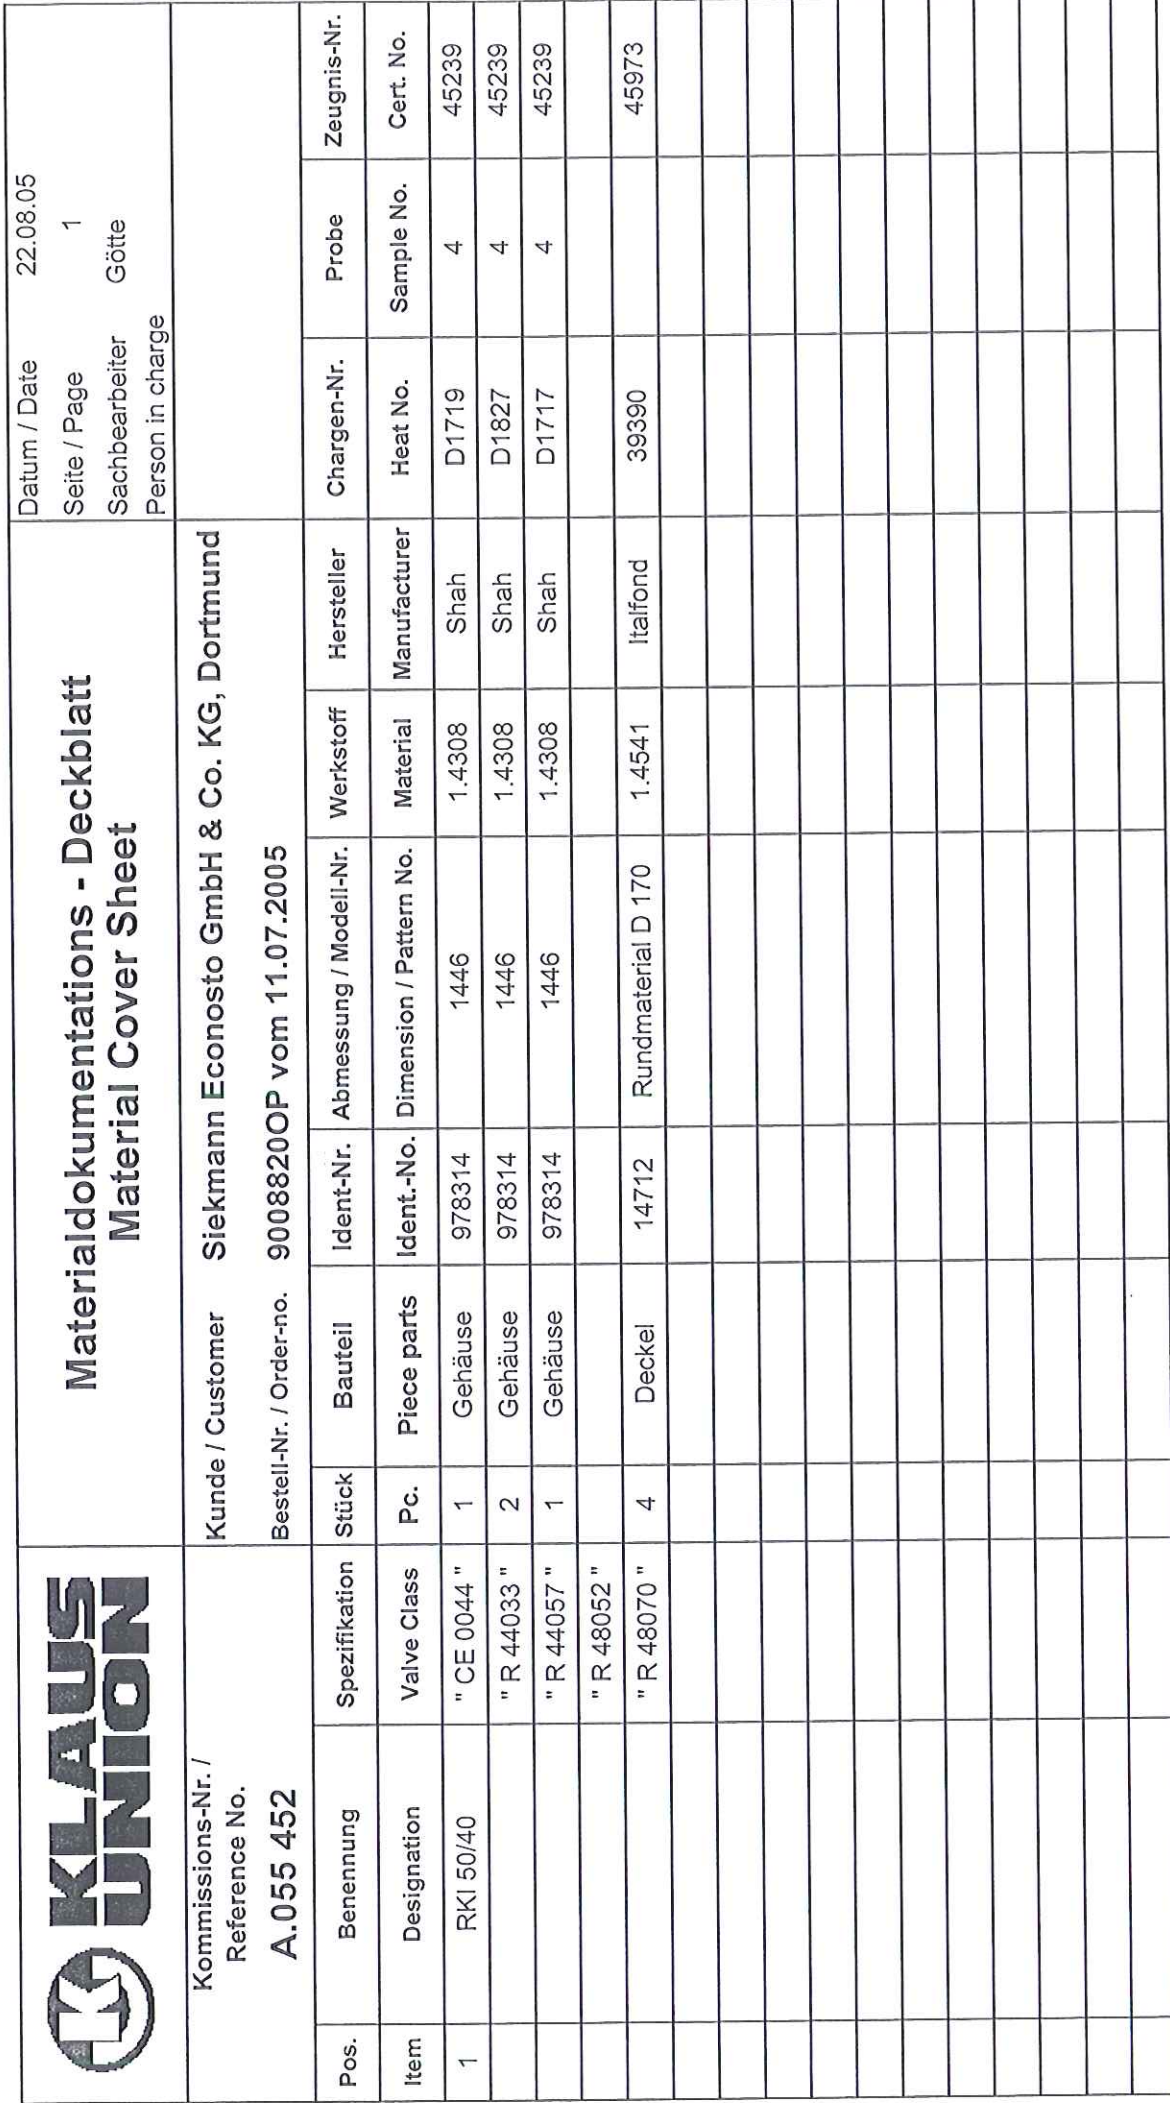 KLAUS
UNION
Materialdokumentations - Deckblatt
Material Cover Sheet
Datum / Date 22.08.05
Seite / Page 1
Sachbearbeiter Götte
Person in charge
Kommissions-Nr. /
Reference No.
A.055 452
Kunde / Customer Siekmann Econosto GmbH & Co. KG, Dortmund
Bestell-Nr. / Order-no. 9008820OP vom 11.07.2005
Pos. Benennung Spezifikation Stück Bauteil Ident-Nr. Abmessung / Modell-Nr. Werkstoff Hersteller Chargen-Nr. Probe Zeugnis-Nr.
Item Designation Valve Class Pc. Piece parts Ident.-No. Dimension / Pattern No. Material Manufacturer Heat No. Sample No. Cert. No.
1 RKI 50/40 " CE 0044 " 1 Gehäuse 978314 1446 1.4308 Shah D1719 4 45239
" R 44033 " 2 Gehäuse 978314 1446 1.4308 Shah D1827 4 45239
" R 44057 " 1 Gehäuse 978314 1446 1.4308 Shah D1717 4 45239
" R 48052 "
" R 48070 " 4 Deckel 14712 Rundmaterial D 170 1.4541 Italfond 39390 45973